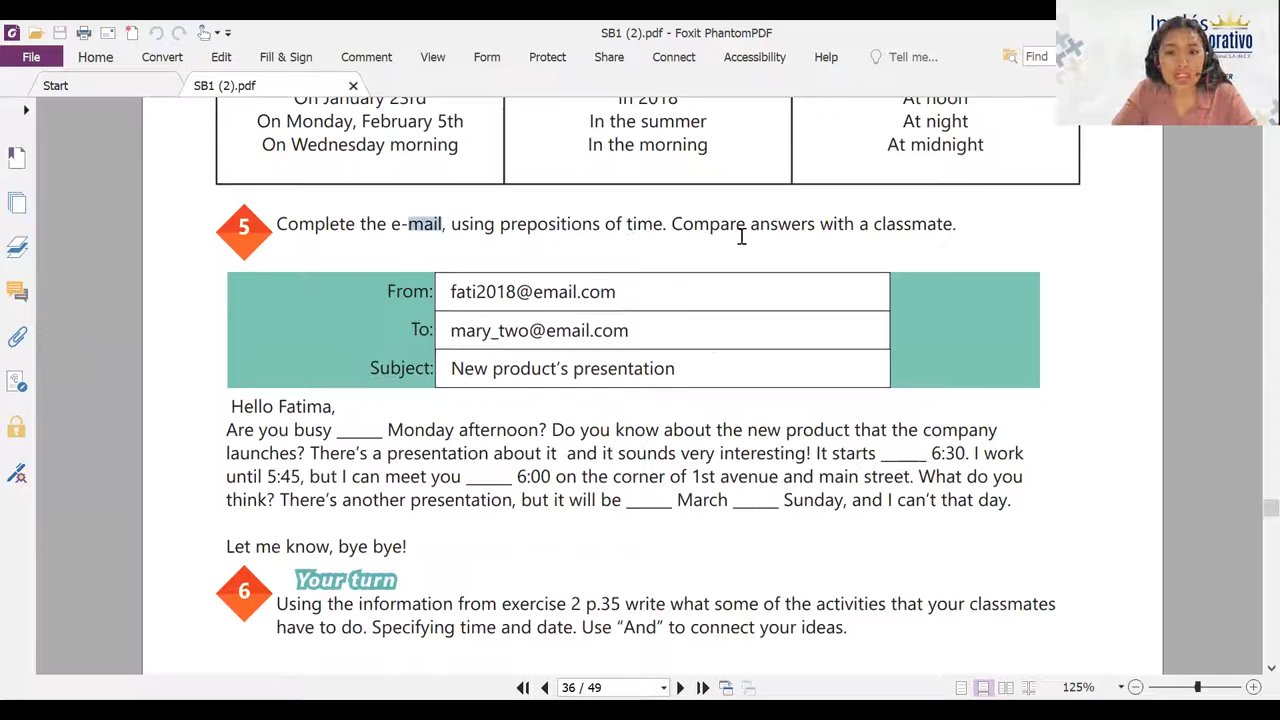 SB1 (2).pdf - Foxit PhantomPDF
File Home Convert Edit Fill & Sign Comment View Form Protect Share Connect Accessibility Help Tell me... Find
Start SB1 (2).pdf
On January 23rd In 2018 At noon
On Monday, February 5th In the summer At night
On Wednesday morning In the morning At midnight
5 Complete the e-mail, using prepositions of time. Compare answers with a classmate.
From: fati2018@email.com
To: mary_two@email.com
Subject: New product's presentation
Hello Fatima,
Are you busy _____ Monday afternoon? Do you know about the new product that the company
launches? There's a presentation about it and it sounds very interesting! It starts _____ 6:30. I work
until 5:45, but I can meet you _____ 6:00 on the corner of 1st avenue and main street. What do you
think? There's another presentation, but it will be _____ March _____ Sunday, and I can't that day.
Let me know, bye bye!
6 Your turn
Using the information from exercise 2 p.35 write what some of the activities that your classmates
have to do. Specifying time and date. Use “And” to connect your ideas.
36 / 49
125%